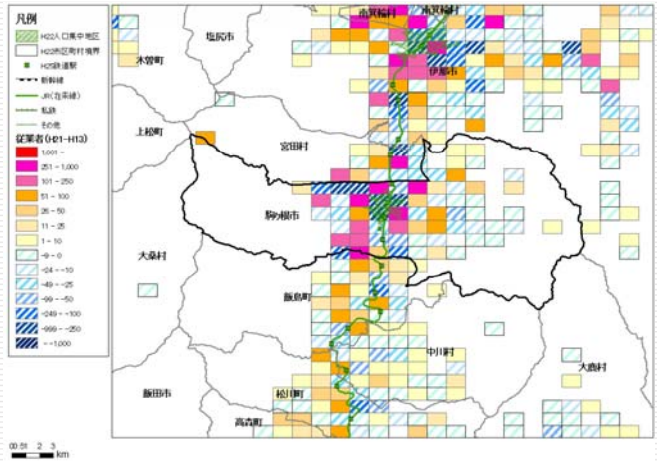 凡例
H22人口集中地区
H22市区町村境界
H25鉄道駅
新幹線
JR(在来線)
私鉄
その他
従業者(H21-H13)
1,001 -
251 - 1,000
101 - 250
51 - 100
26 - 50
11 - 25
1 - 10
-9 - 0
-24 - -10
-49 - -25
-99 - -50
-249 - -100
-999 - -250
- -1,000
南箕輪村
南箕輪村
塩尻市
木曽町
伊那市
上松町
宮田村
駒ヶ根市
大桑村
飯島町
中川村
大鹿村
飯田市
松川町
高森町
00.51 2 3
km